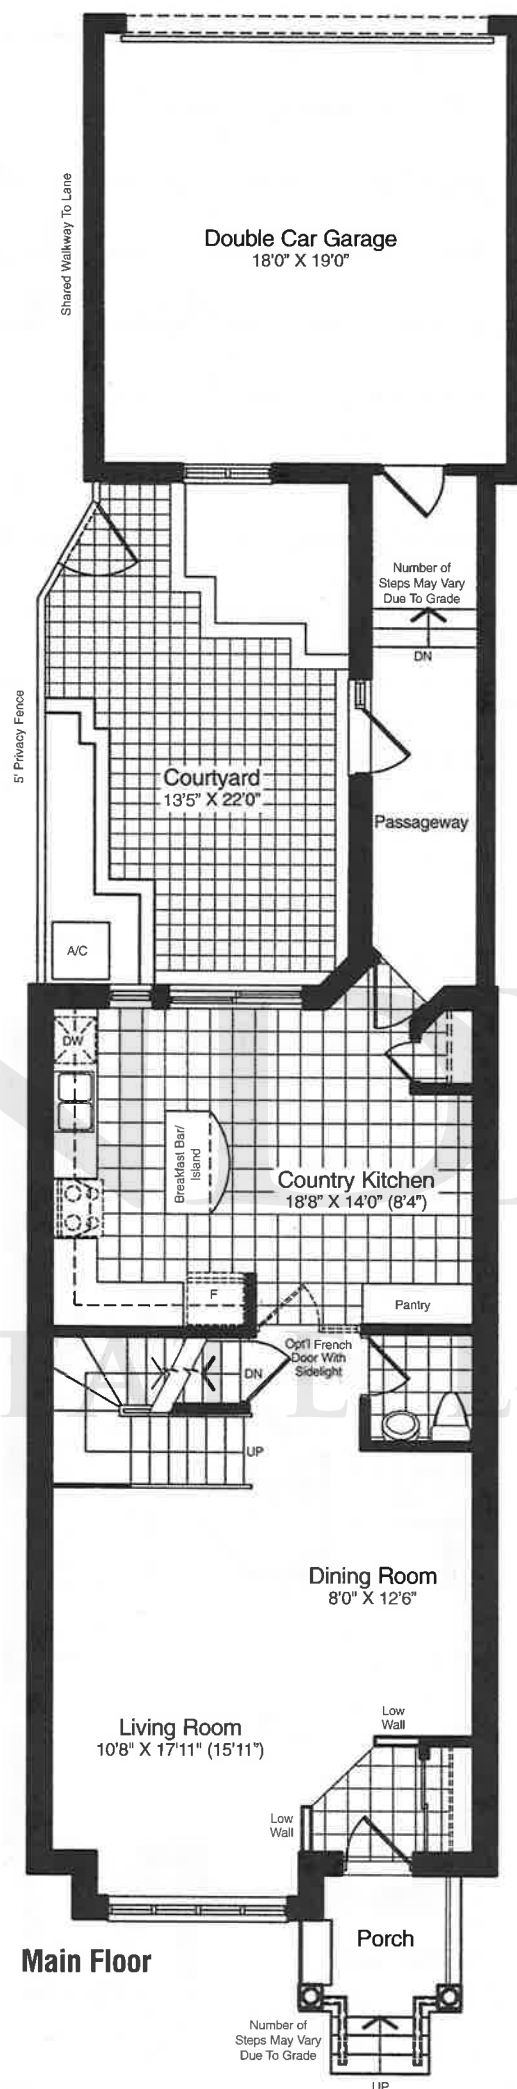 Double Car Garage
18'0" X 19'0"
Shared Walkway To Lane
Number of
Steps May Vary
Due To Grade
DN
5' Privacy Fence
Courtyard
13'5" X 22'0"
Passageway
A/C
DW
Breakfast Bar/
Island
Country Kitchen
18'8" X 14'0" (8'4")
F
Pantry
Opt'l French
Door With
Sidelight
DN
UP
Dining Room
8'0" X 12'6"
Low
Wall
Living Room
10'8" X 17'11" (15'11")
Low
Wall
Porch
Main Floor
Number of
Steps May Vary
Due To Grade
UP